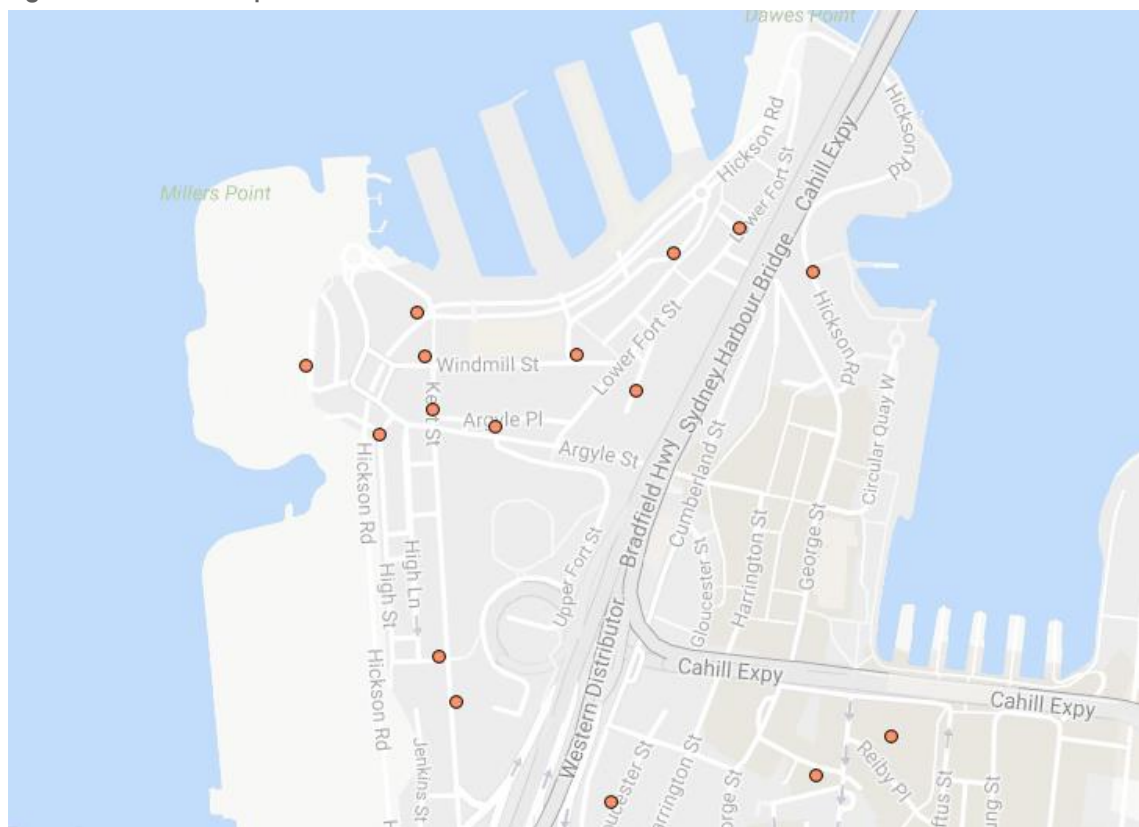 Dawes Point
Hickson Rd
Hickson Rd
Cahill Expy
Millers Point
Lower Fort St
Sydney Harbour Bridge
Hickson Rd
Lower Fort St
Windmill St
Kent St
Circular Quay W
Argyle Pl
Argyle St
Bradfield Hwy
Cumberland St
Hickson Rd
George St
Harrington St
Gloucester St
Upper Fort St
High Ln
High St
Western Distributor
Cahill Expy
Cahill Expy
Hickson Rd
Jenkins St
Reiby Pl